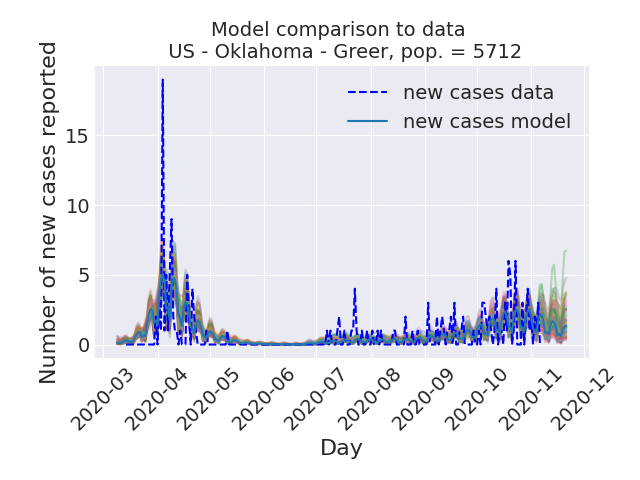 Model comparison to data
US - Oklahoma - Greer, pop. = 5712
new cases data
new cases model
Number of new cases reported
15
10
5
0
2020-03
2020-04
2020-05
2020-06
2020-07
2020-08
2020-09
2020-10
2020-11
2020-12
Day